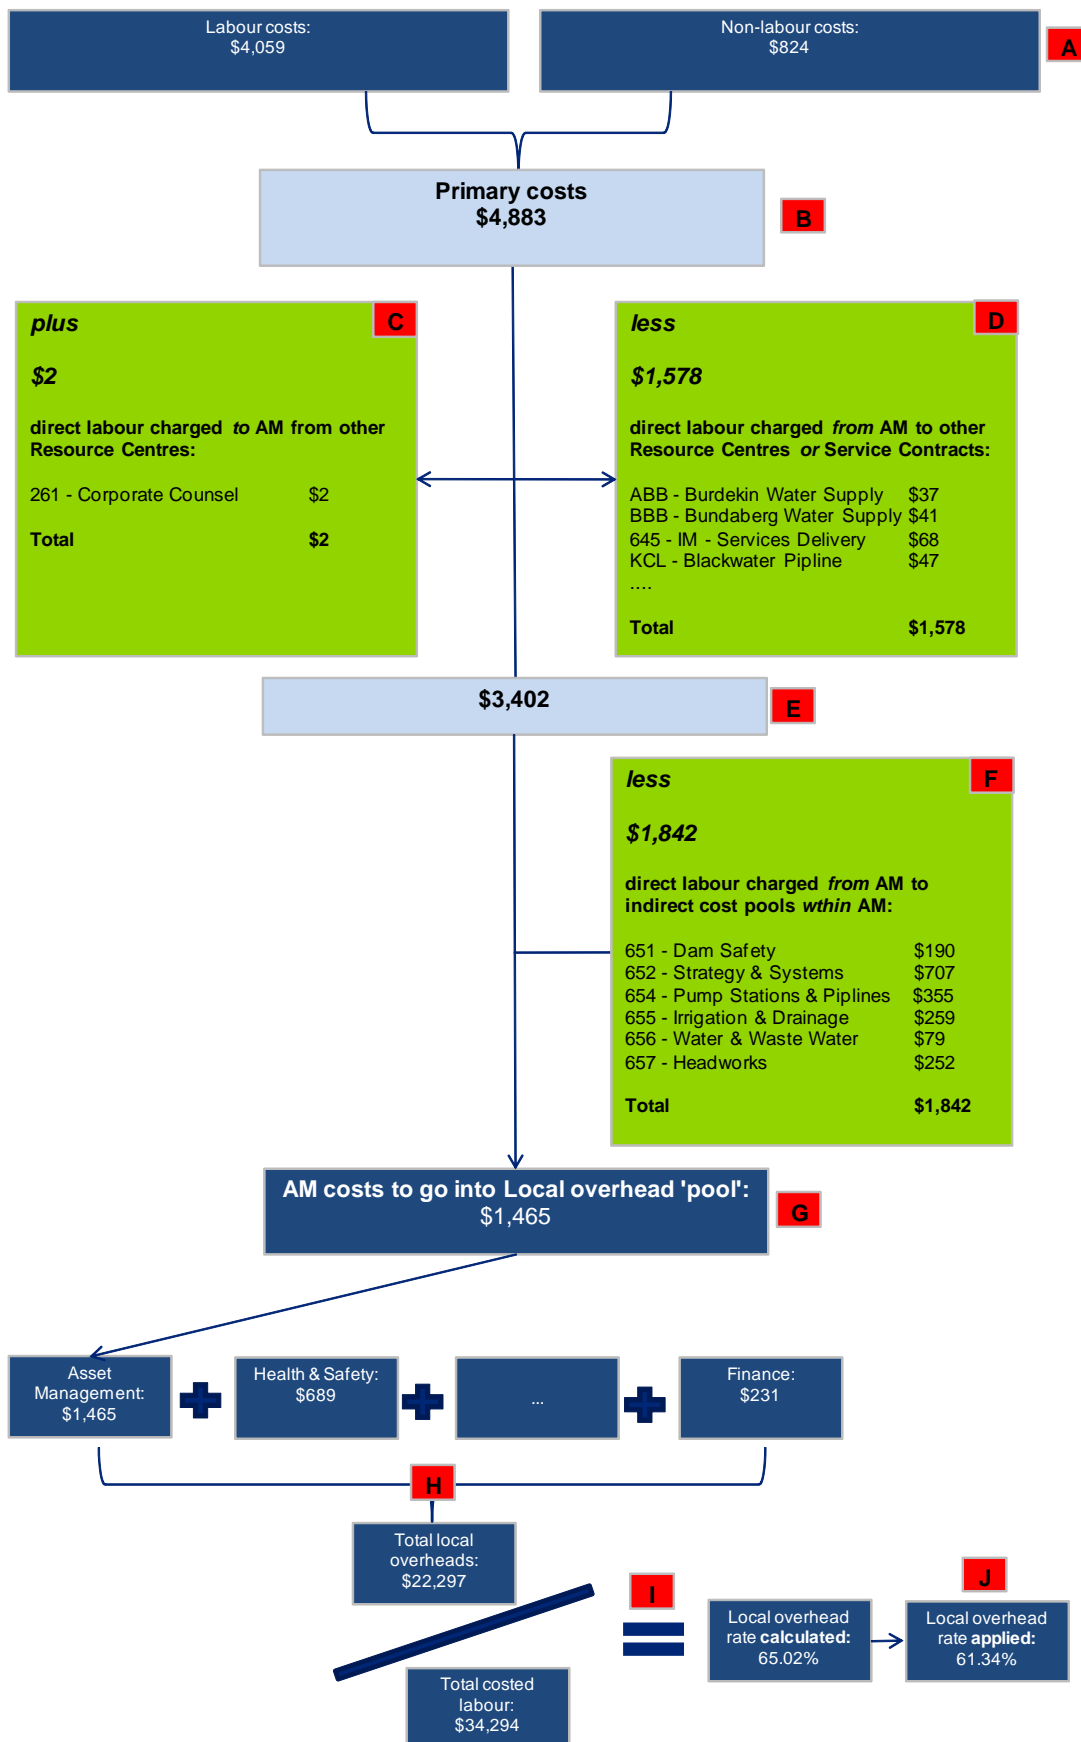 Labour costs:
$4,059
Non-labour costs:
$824
A
Primary costs
$4,883
B
plus
C
$2
direct labour charged to AM from other
Resource Centres:
261 - Corporate Counsel $2
Total $2
less
D
$1,578
direct labour charged from AM to other
Resource Centres or Service Contracts:
ABB - Burdekin Water Supply $37
BBB - Bundaberg Water Supply $41
645 - IM - Services Delivery $68
KCL - Blackwater Pipline $47
....
Total $1,578
$3,402
E
less
F
$1,842
direct labour charged from AM to
indirect cost pools wthin AM:
651 - Dam Safety $190
652 - Strategy & Systems $707
654 - Pump Stations & Piplines $355
655 - Irrigation & Drainage $259
656 - Water & Waste Water $79
657 - Headworks $252
Total $1,842
AM costs to go into Local overhead 'pool':
$1,465
G
Asset
Management:
$1,465
Health & Safety:
$689
...
Finance:
$231
H
Total local
overheads:
$22,297
Total costed
labour:
$34,294
I
Local overhead
rate calculated:
65.02%
J
Local overhead
rate applied:
61.34%